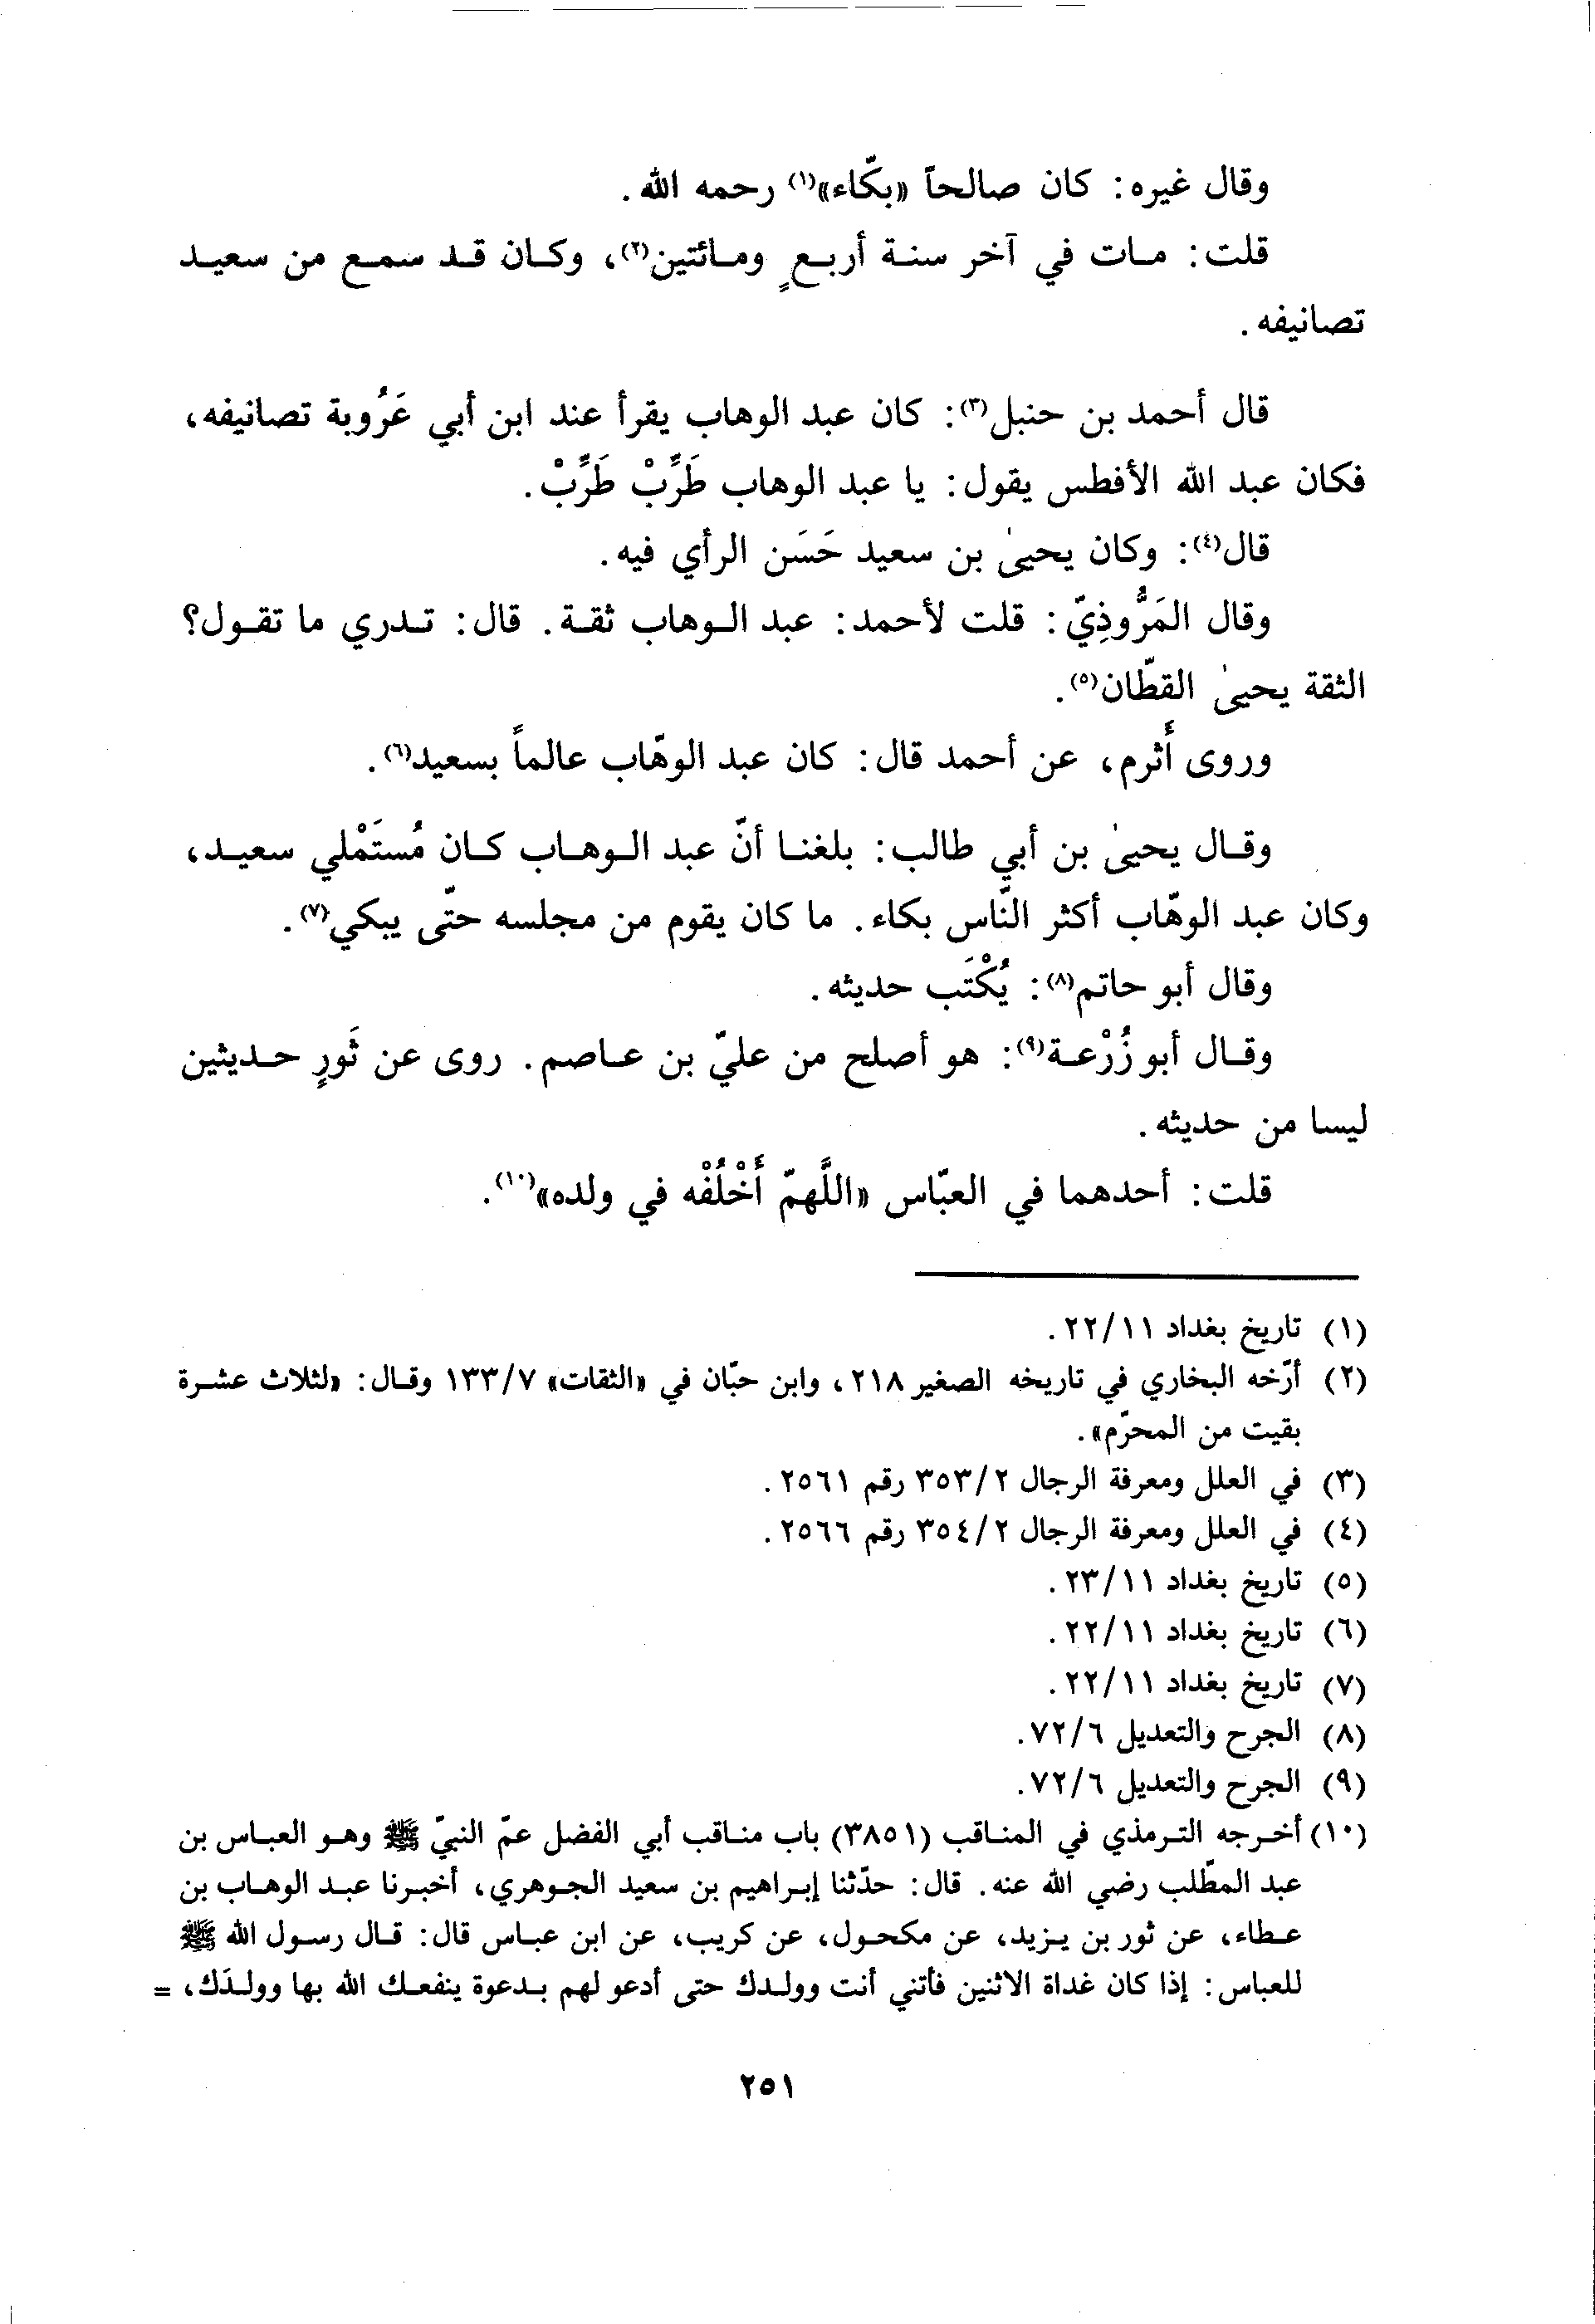 وقال غيره: كان صالحاً «بكّاء»(١) رحمه الله.
قلت: مات في آخر سنة أربعٍ ومائتين(٢)، وكان قد سمع من سعيد
تصانيفه.
قال أحمد بن حنبل(٣): كان عبد الوهاب يقرأ عند ابن أبي عَرُوبة تصانيفه،
فكان عبد الله الأفطس يقول: يا عبد الوهاب طَرِّبْ طَرِّبْ.
قال(٤): وكان يحيىٰ بن سعيد حَسَن الرأي فيه.
وقال المَرُّوذِيّ: قلت لأحمد: عبد الوهاب ثقة. قال: تدري ما تقول؟
الثقة يحيىٰ القطّان(٥).
وروى أَثرم، عن أحمد قال: كان عبد الوهّاب عالماً بسعيد(٦).
وقال يحيىٰ بن أبي طالب: بلغنا أنّ عبد الوهاب كان مُستَمْلي سعيد،
وكان عبد الوهّاب أكثر النّاس بكاء. ما كان يقوم من مجلسه حتّى يبكي(٧).
وقال أبو حاتم(٨): يُكْتَب حديثه.
وقال أبو زُرْعة(٩): هو أصلح من عليّ بن عاصم. روى عن ثَورٍ حديثين
ليسا من حديثه.
قلت: أحدهما في العبّاس «اللَّهمّ أَخْلُفْه في ولده»(١٠).
(١) تاريخ بغداد ٢٢/١١.
(٢) أرّخه البخاري في تاريخه الصغير ٢١٨، وابن حبّان في «الثقات» ١٣٣/٧ وقال: «لثلاث عشرة
بقيت من المحرّم».
(٣) في العلل ومعرفة الرجال ٣٥٣/٢ رقم ٢٥٦١.
(٤) في العلل ومعرفة الرجال ٣٥٤/٢ رقم ٢٥٦٦.
(٥) تاريخ بغداد ٢٣/١١.
(٦) تاريخ بغداد ٢٢/١١.
(٧) تاريخ بغداد ٢٢/١١.
(٨) الجرح والتعديل ٧٢/٦.
(٩) الجرح والتعديل ٧٢/٦.
(١٠) أخرجه الترمذي في المناقب (٣٨٥١) باب مناقب أبي الفضل عمّ النبيّ ﷺ وهو العباس بن
عبد المطّلب رضي الله عنه. قال: حدّثنا إبراهيم بن سعيد الجوهري، أخبرنا عبد الوهاب بن
عطاء، عن ثور بن يزيد، عن مكحول، عن كريب، عن ابن عباس قال: قال رسول الله ﷺ
للعباس: إذا كان غداة الاثنين فأتني أنت وولدك حتى أدعو لهم بدعوة ينفعك الله بها وولدَك، =
٢٥١